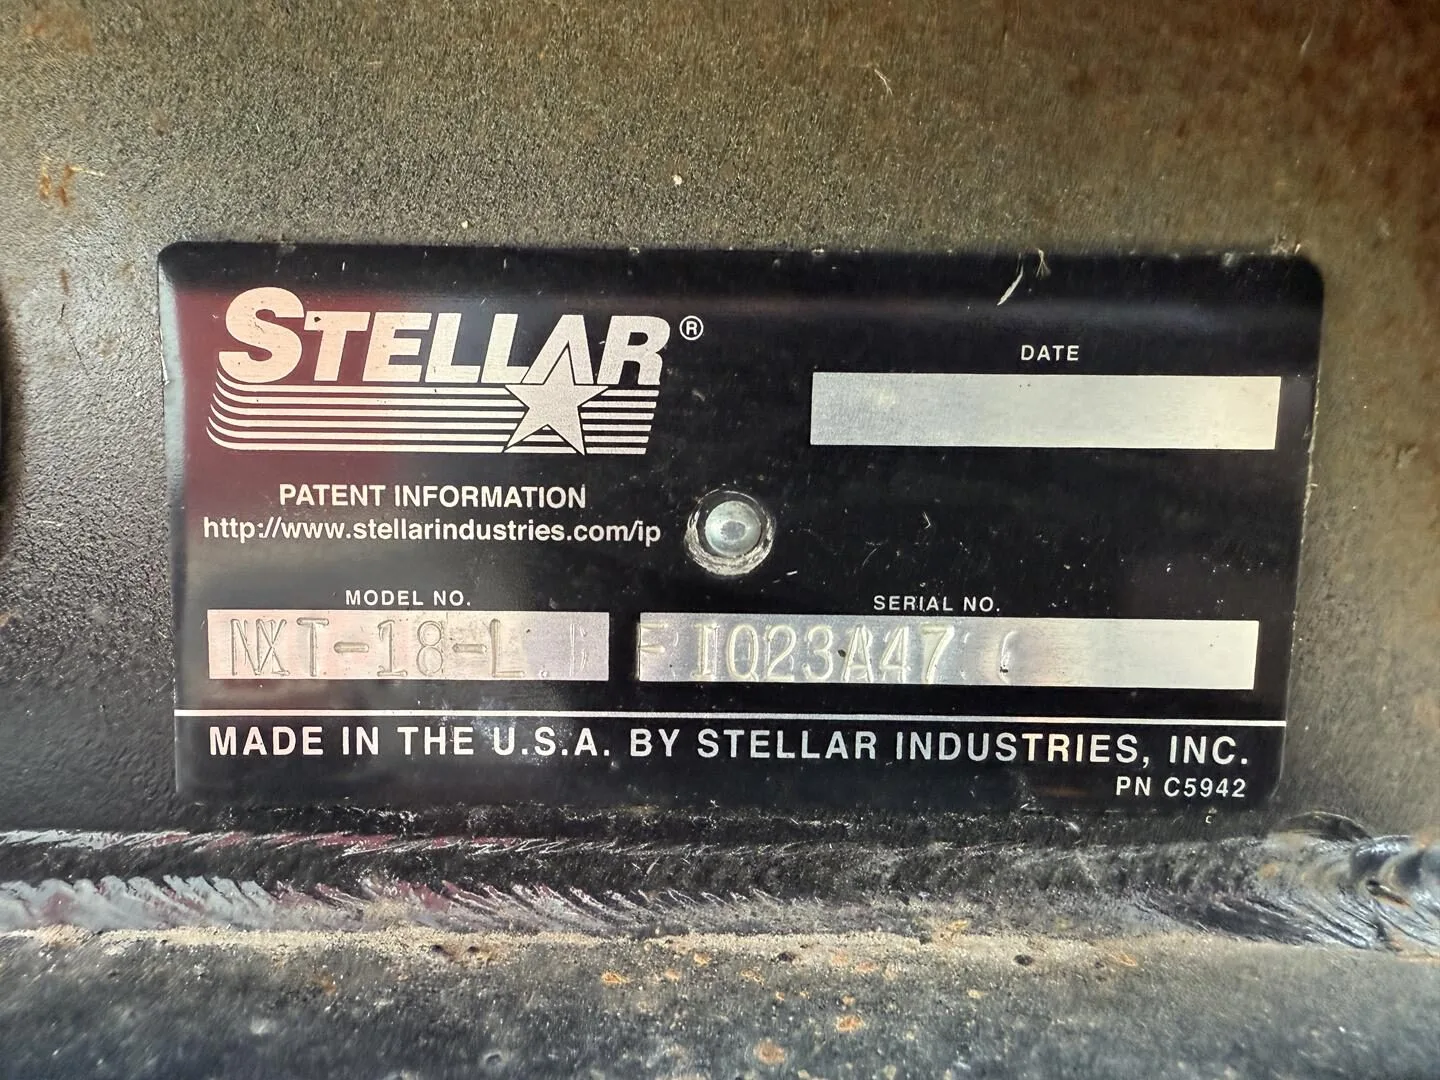 STELLAR®
DATE
PATENT INFORMATION
http://www.stellarindustries.com/ip
MODEL NO.
SERIAL NO.
NXT-18-L
MADE IN THE U.S.A. BY STELLAR INDUSTRIES, INC.
PN C5942